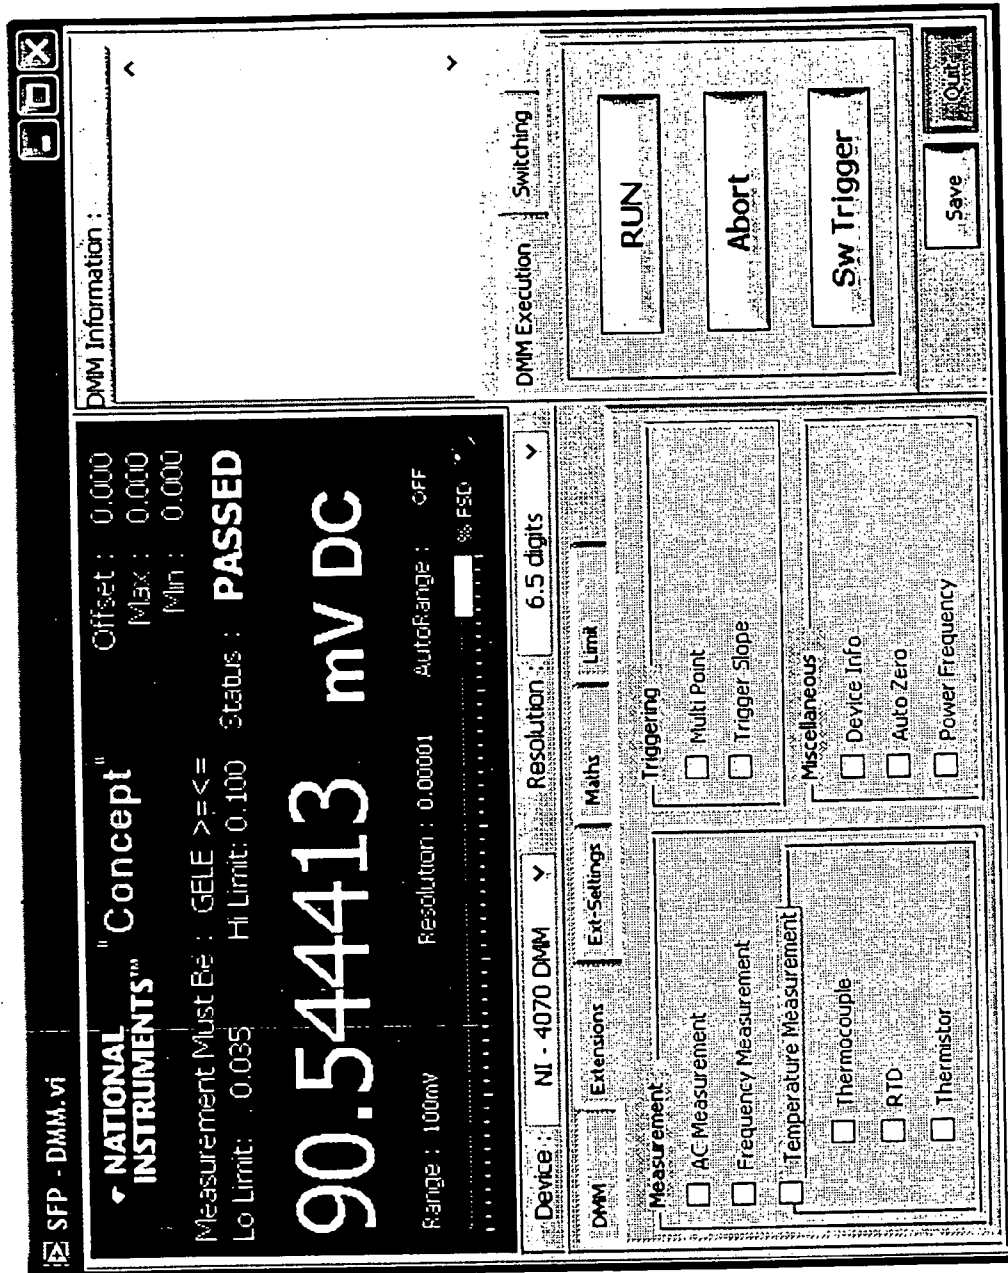 SFP - DMM.vi
NATIONAL INSTRUMENTS™
"Concept"
Offset : 0.000
Max : 0.000
Min : 0.000
Measurement Must Be : GELE >=<=
Lo Limit: 0.035 Hi Limit: 0.100 Status : PASSED
90.544413 mV DC
Range : 100mV Resolution : 0.00001 AutoRange : OFF
% FSD
DMM Information :
Device : NI - 4070 DMM Resolution : 6.5 digits
DMM Extensions Ext-Settings Maths Limit
Measurement
AC Measurement
Frequency Measurement
Temperature Measurement
Thermocouple
RTD
Thermistor
Triggering
Multi Point
Trigger Slope
Miscellaneous
Device Info
Auto Zero
Power Frequency
DMM Execution Switching
RUN
Abort
Sw Trigger
Save Quit